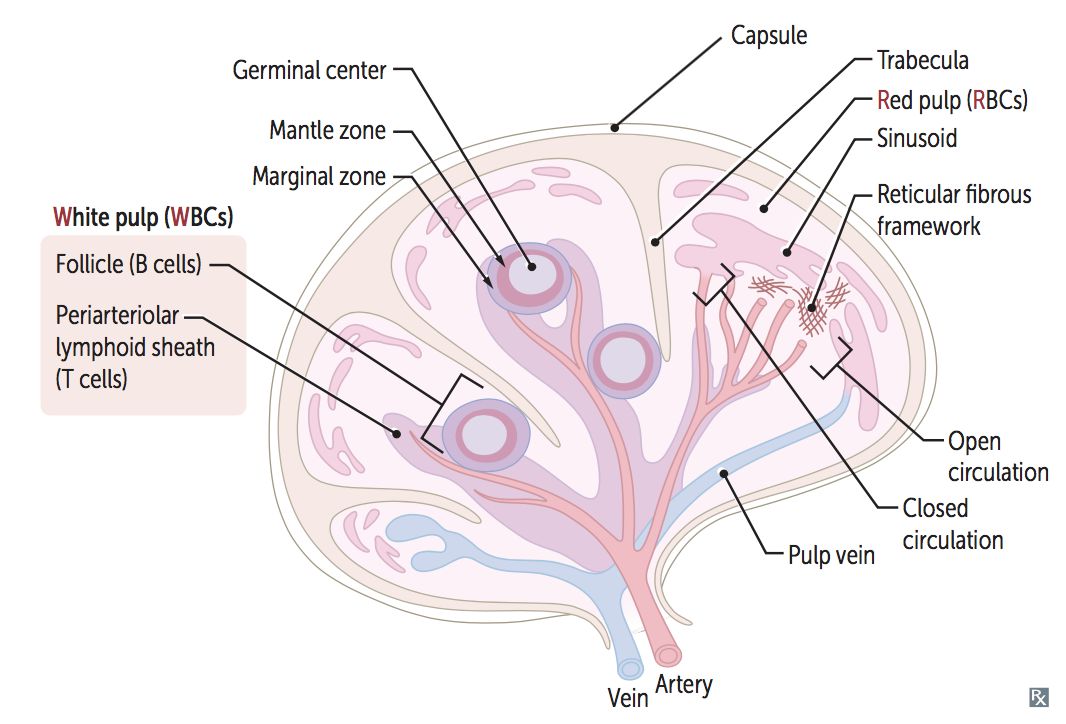 Capsule
Germinal center
Trabecula
Red pulp (RBCs)
Mantle zone
Sinusoid
Marginal zone
Reticular fibrous
framework
White pulp (WBCs)
Follicle (B cells)
Periarteriolar
lymphoid sheath
(T cells)
Open
circulation
Closed
circulation
Pulp vein
Vein
Artery
Rx